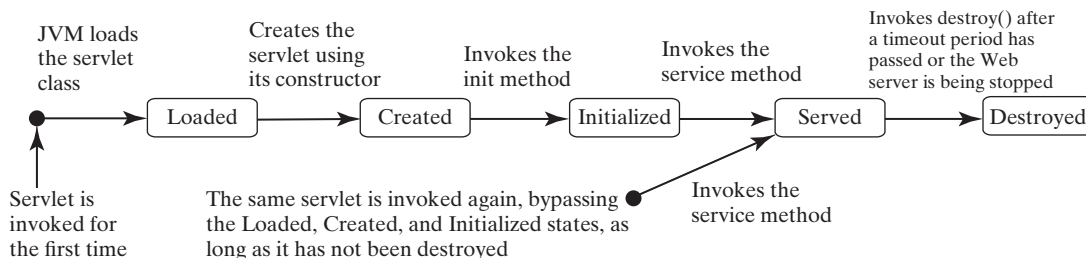 JVM loads
the servlet
class
Creates the
servlet using
its constructor
Invokes the
init method
Invokes the
service method
Invokes destroy() after
a timeout period has
passed or the Web
server is being stopped
Loaded
Created
Initialized
Served
Destroyed
Servlet is
invoked for
the first time
The same servlet is invoked again, bypassing
the Loaded, Created, and Initialized states, as
long as it has not been destroyed
Invokes the
service method